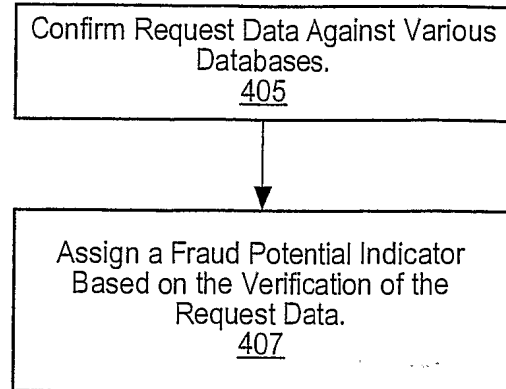 Confirm Request Data Against Various
Databases.
405
Assign a Fraud Potential Indicator
Based on the Verification of the
Request Data.
407